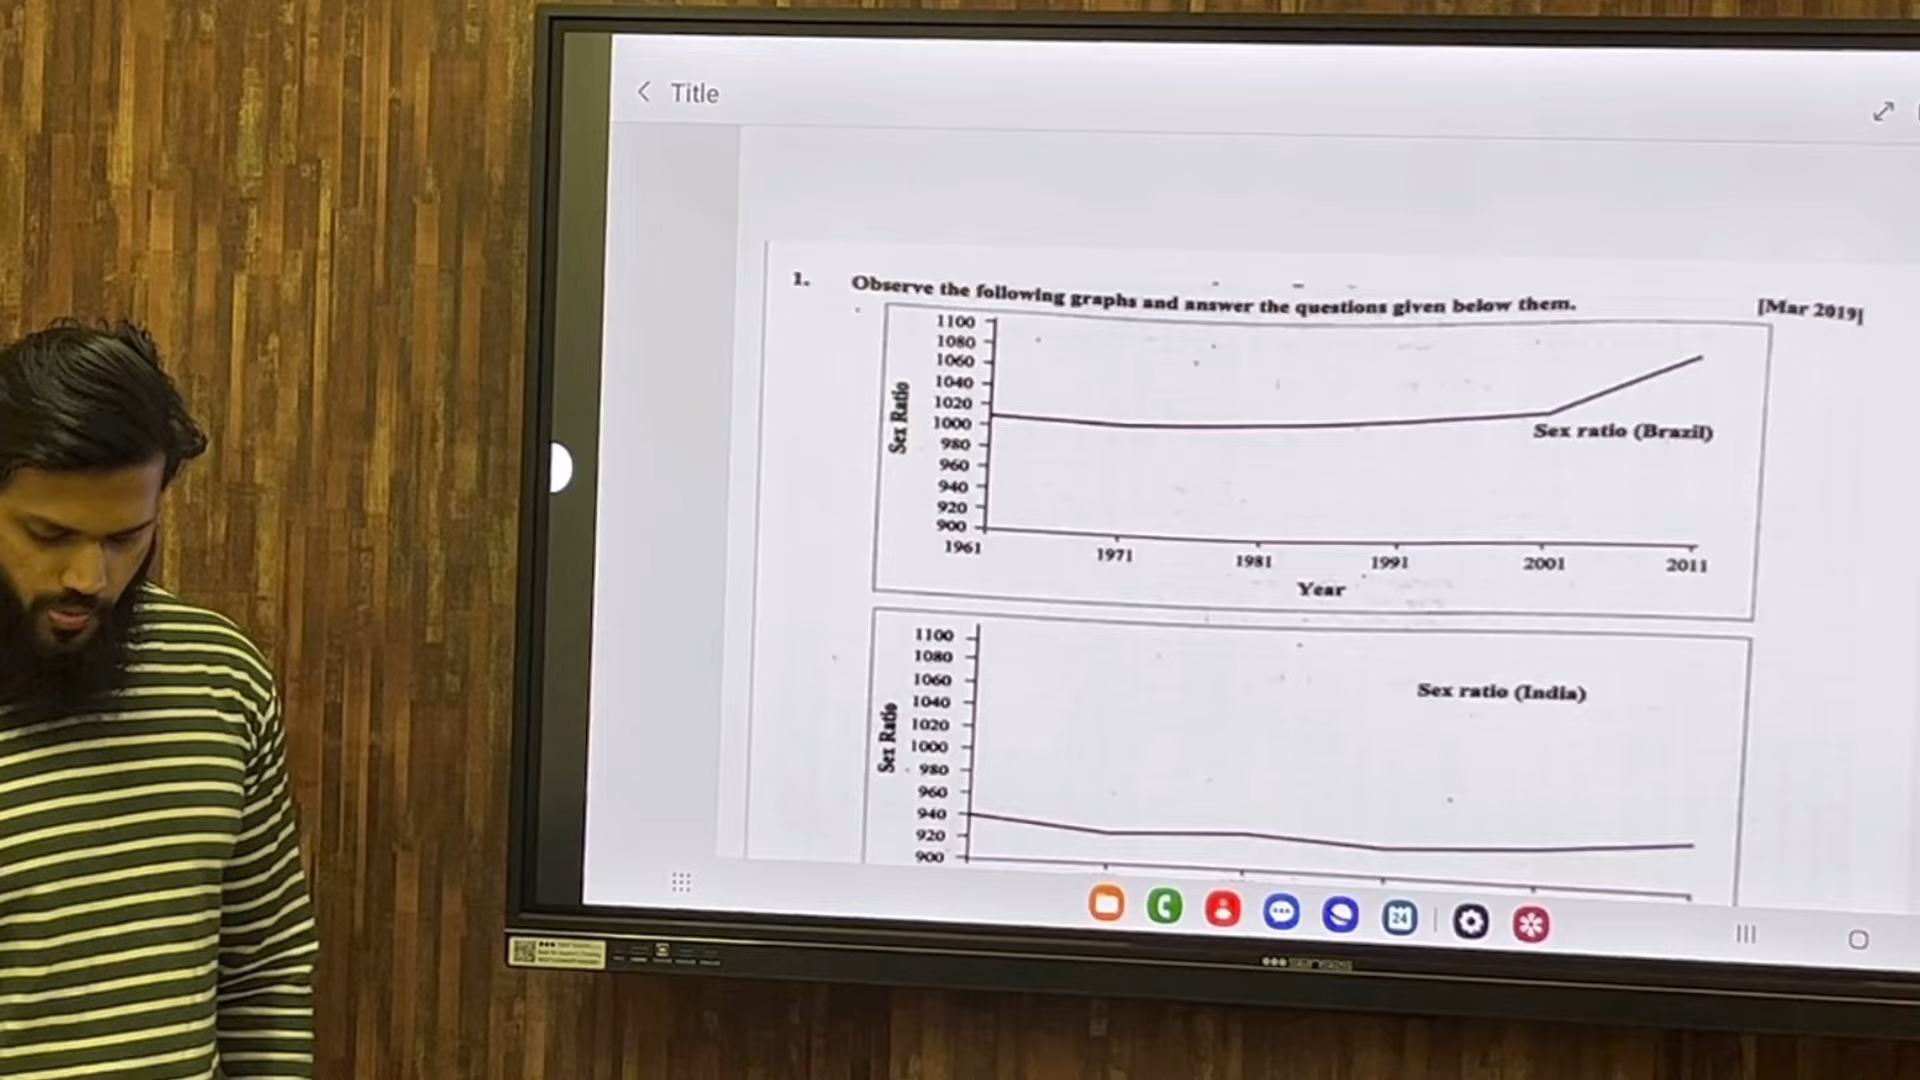 Title
1. Observe the following graphs and answer the questions given below them. [Mar 2019]
1100
1080
1060
1040
1020
1000
980
960
940
920
900
Sex Ratio
Sex ratio (Brazil)
1961 1971 1981 1991 2001 2011
Year
1100
1080
1060
1040
1020
1000
980
960
940
920
900
Sex Ratio
Sex ratio (India)
24